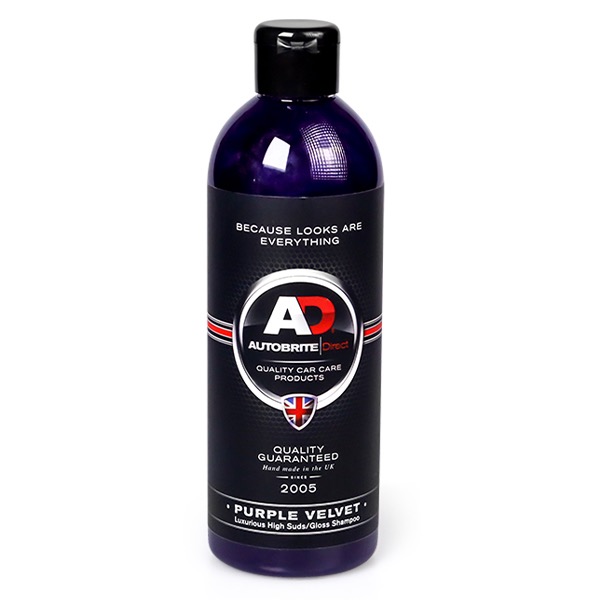 BECAUSE LOOKS ARE
EVERYTHING
AD
AUTOBRITE|Direct
QUALITY CAR CARE
PRODUCTS
QUALITY
GUARANTEED
Hand made in the UK
SINCE
2005
• PURPLE VELVET •
Luxurious High Suds/Gloss Shampoo